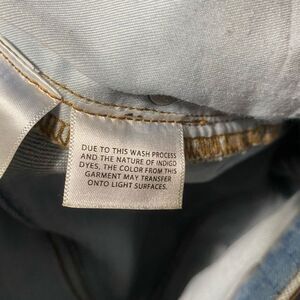 DUE TO THIS WASH PROCESS
AND THE NATURE OF INDIGO
DYES, THE COLOR FROM THIS
GARMENT MAY TRANSFER
ONTO LIGHT SURFACES.